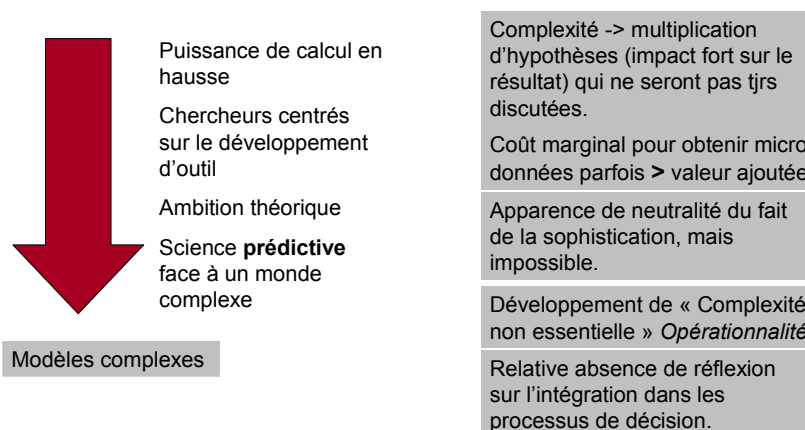 Puissance de calcul en
hausse
Chercheurs centrés
sur le développement
d'outil
Ambition théorique
Science prédictive
face à un monde
complexe
Modèles complexes
Complexité -> multiplication
d'hypothèses (impact fort sur le
résultat) qui ne seront pas tjrs
discutées.
Coût marginal pour obtenir micro
données parfois > valeur ajoutée
Apparence de neutralité du fait
de la sophistication, mais
impossible.
Développement de « Complexité
non essentielle » Opérationnalité
Relative absence de réflexion
sur l'intégration dans les
processus de décision.